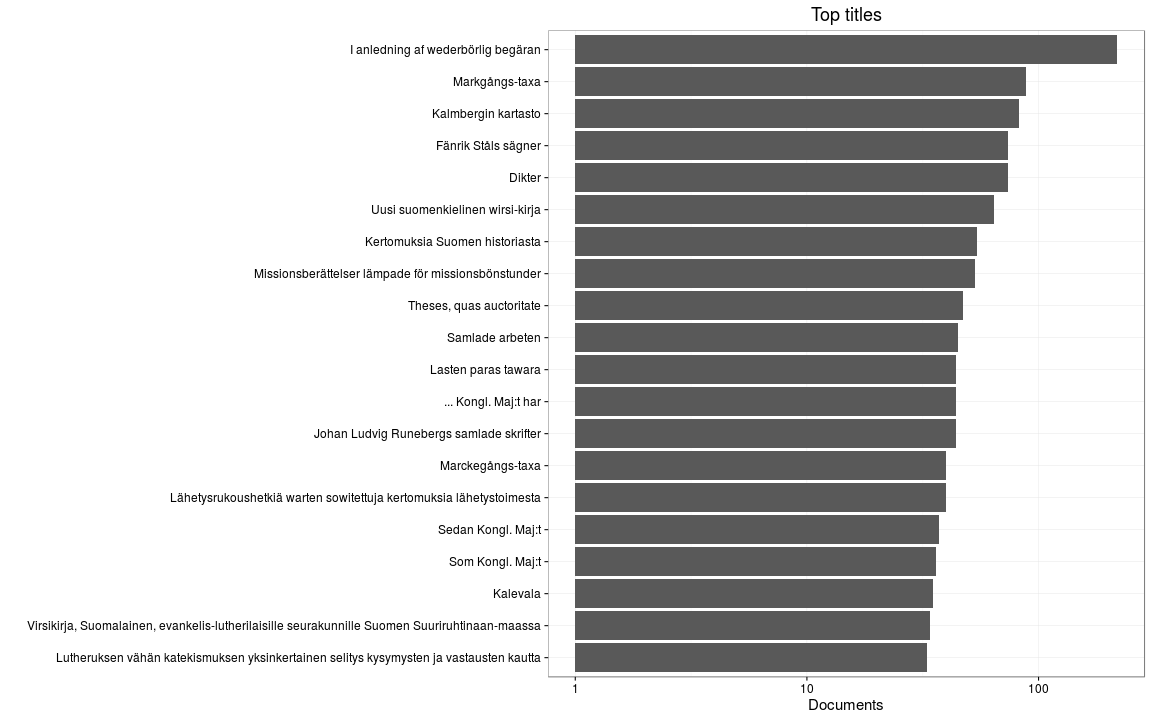 Top titles
I anledning af wederbörlig begäran
Markgångs-taxa
Kalmbergin kartasto
Fänrik Ståls sägner
Dikter
Uusi suomenkielinen wirsi-kirja
Kertomuksia Suomen historiasta
Missionsberättelser lämpade för missionsbönstunder
Theses, quas auctoritate
Samlade arbeten
Lasten paras tawara
... Kongl. Maj:t har
Johan Ludvig Runebergs samlade skrifter
Marckegångs-taxa
Lähetysrukoushetkiä warten sowitettuja kertomuksia lähetystoimesta
Sedan Kongl. Maj:t
Som Kongl. Maj:t
Kalevala
Virsikirja, Suomalainen, evankelis-lutherilaisille seurakunnille Suomen Suuriruhtinaan-maassa
Lutheruksen vähän katekismuksen yksinkertainen selitys kysymysten ja vastausten kautta
1 10 100
Documents